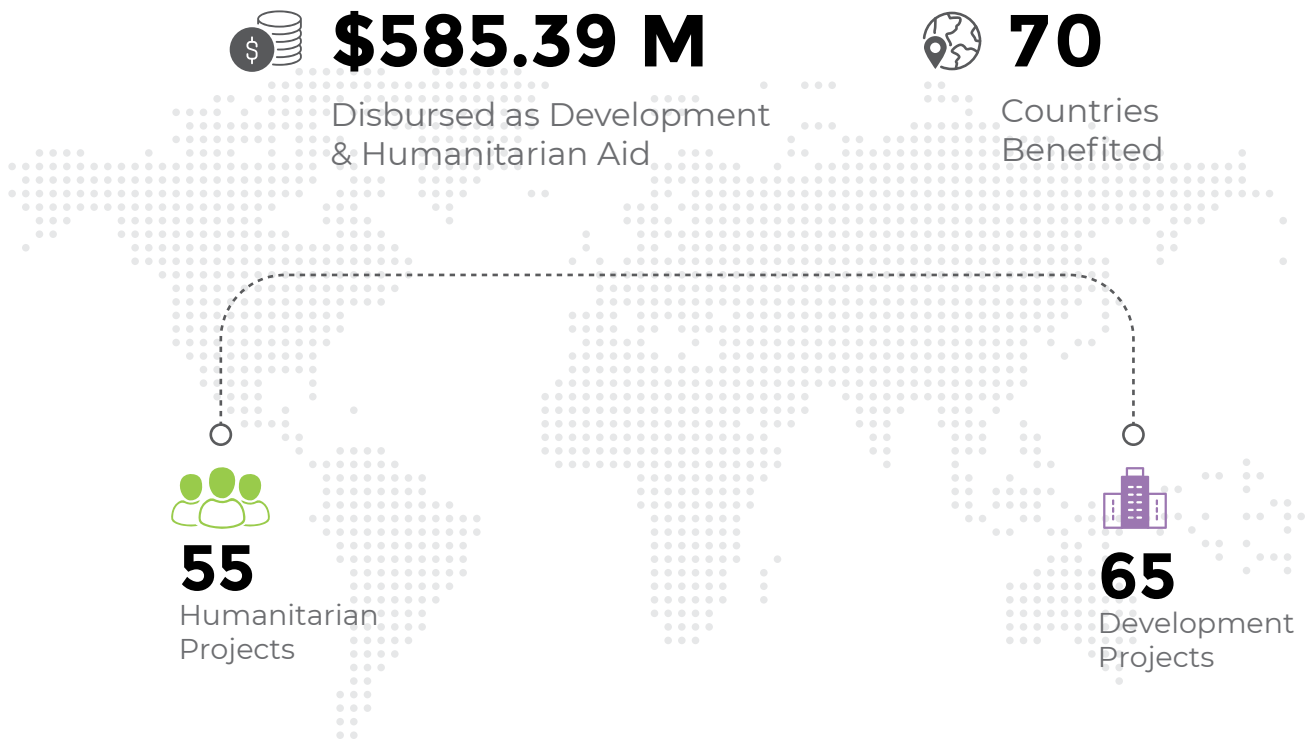 $585.39 M
Disbursed as Development
& Humanitarian Aid
70
Countries
Benefited
55
Humanitarian
Projects
65
Development
Projects